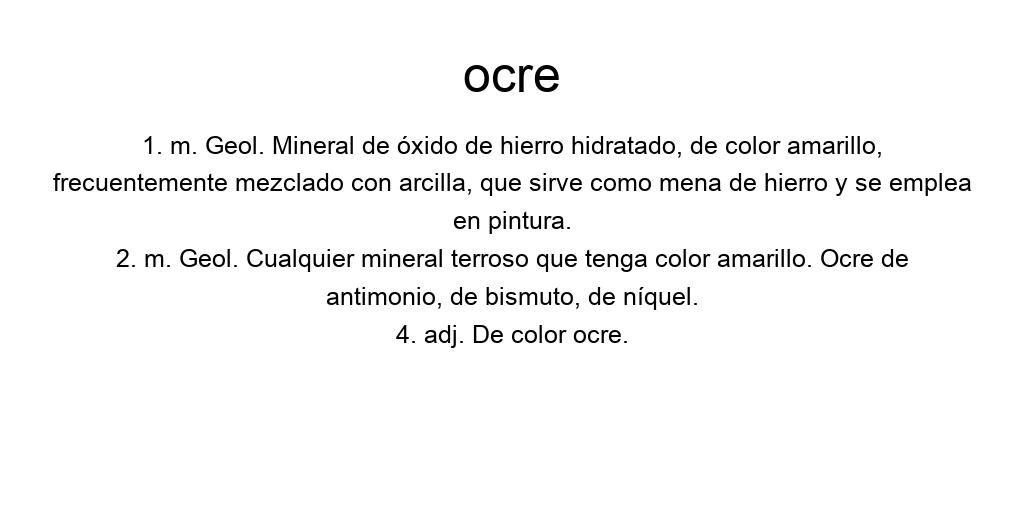 ocre
1. m. Geol. Mineral de óxido de hierro hidratado, de color amarillo,
frecuentemente mezclado con arcilla, que sirve como mena de hierro y se emplea
en pintura.
2. m. Geol. Cualquier mineral terroso que tenga color amarillo. Ocre de
antimonio, de bismuto, de níquel.
4. adj. De color ocre.